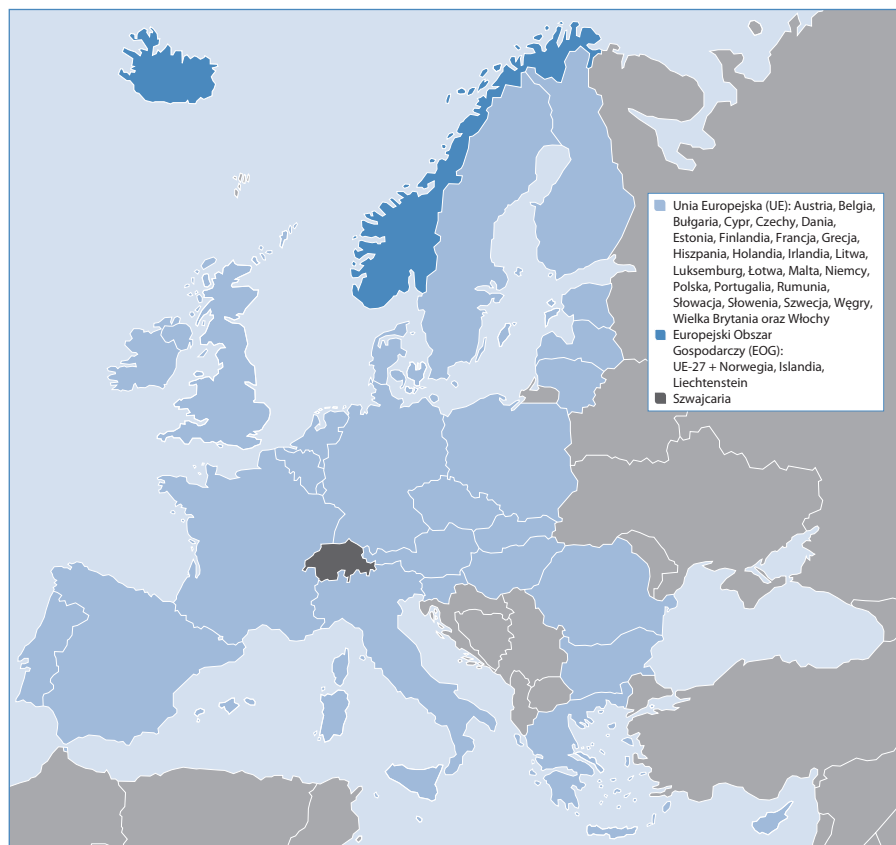 Unia Europejska (UE): Austria, Belgia,
Bułgaria, Cypr, Czechy, Dania,
Estonia, Finlandia, Francja, Grecja,
Hiszpania, Holandia, Irlandia, Litwa,
Luksemburg, Łotwa, Malta, Niemcy,
Polska, Portugalia, Rumunia,
Słowacja, Słowenia, Szwecja, Węgry,
Wielka Brytania oraz Włochy
Europejski Obszar
Gospodarczy (EOG):
UE-27 + Norwegia, Islandia,
Liechtenstein
Szwajcaria